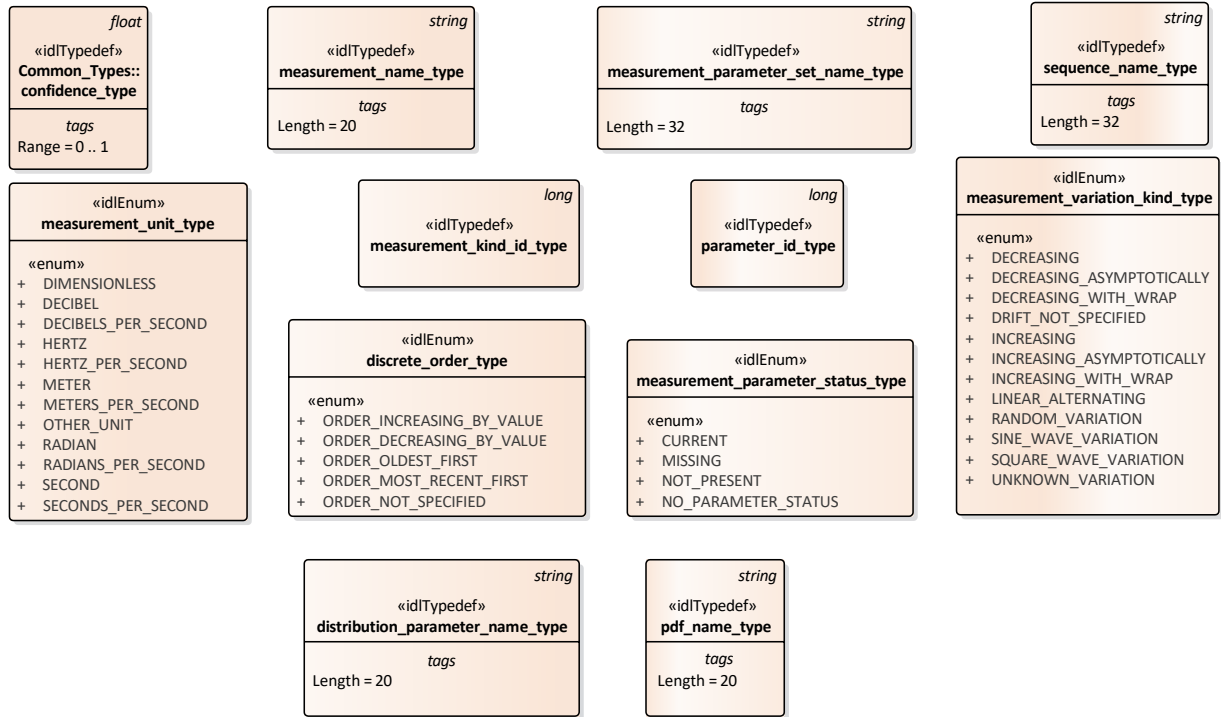 float
«idlTypedef»
Common_Types::
confidence_type
tags
Range = 0 .. 1
string
«idlTypedef»
measurement_name_type
tags
Length = 20
string
«idlTypedef»
measurement_parameter_set_name_type
tags
Length = 32
string
«idlTypedef»
sequence_name_type
tags
Length = 32
«idlEnum»
measurement_unit_type
«enum»
+ DIMENSIONLESS
+ DECIBEL
+ DECIBELS_PER_SECOND
+ HERTZ
+ HERTZ_PER_SECOND
+ METER
+ METERS_PER_SECOND
+ OTHER_UNIT
+ RADIAN
+ RADIANS_PER_SECOND
+ SECOND
+ SECONDS_PER_SECOND
long
«idlTypedef»
measurement_kind_id_type
long
«idlTypedef»
parameter_id_type
«idlEnum»
measurement_variation_kind_type
«enum»
+ DECREASING
+ DECREASING_ASYMPTOTICALLY
+ DECREASING_WITH_WRAP
+ DRIFT_NOT_SPECIFIED
+ INCREASING
+ INCREASING_ASYMPTOTICALLY
+ INCREASING_WITH_WRAP
+ LINEAR_ALTERNATING
+ RANDOM_VARIATION
+ SINE_WAVE_VARIATION
+ SQUARE_WAVE_VARIATION
+ UNKNOWN_VARIATION
«idlEnum»
discrete_order_type
«enum»
+ ORDER_INCREASING_BY_VALUE
+ ORDER_DECREASING_BY_VALUE
+ ORDER_OLDEST_FIRST
+ ORDER_MOST_RECENT_FIRST
+ ORDER_NOT_SPECIFIED
«idlEnum»
measurement_parameter_status_type
«enum»
+ CURRENT
+ MISSING
+ NOT_PRESENT
+ NO_PARAMETER_STATUS
string
«idlTypedef»
distribution_parameter_name_type
tags
Length = 20
string
«idlTypedef»
pdf_name_type
tags
Length = 20